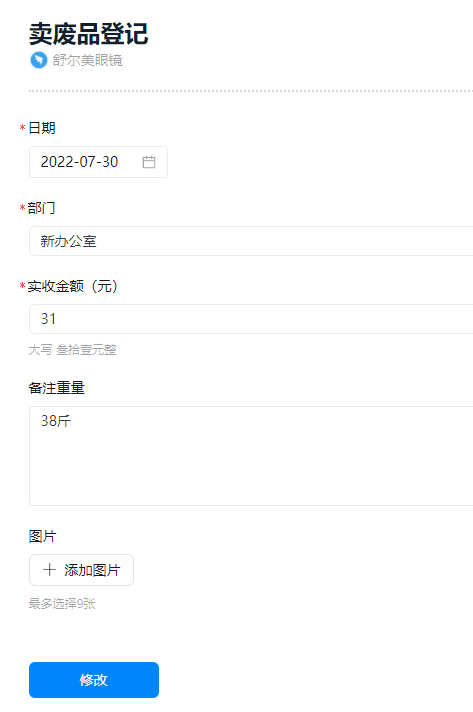 卖废品登记
舒尔美眼镜
*日期
2022-07-30
*部门
新办公室
*实收金额（元）
31
大写 叁拾壹元整
备注重量
38斤
图片
添加图片
最多选择9张
修改